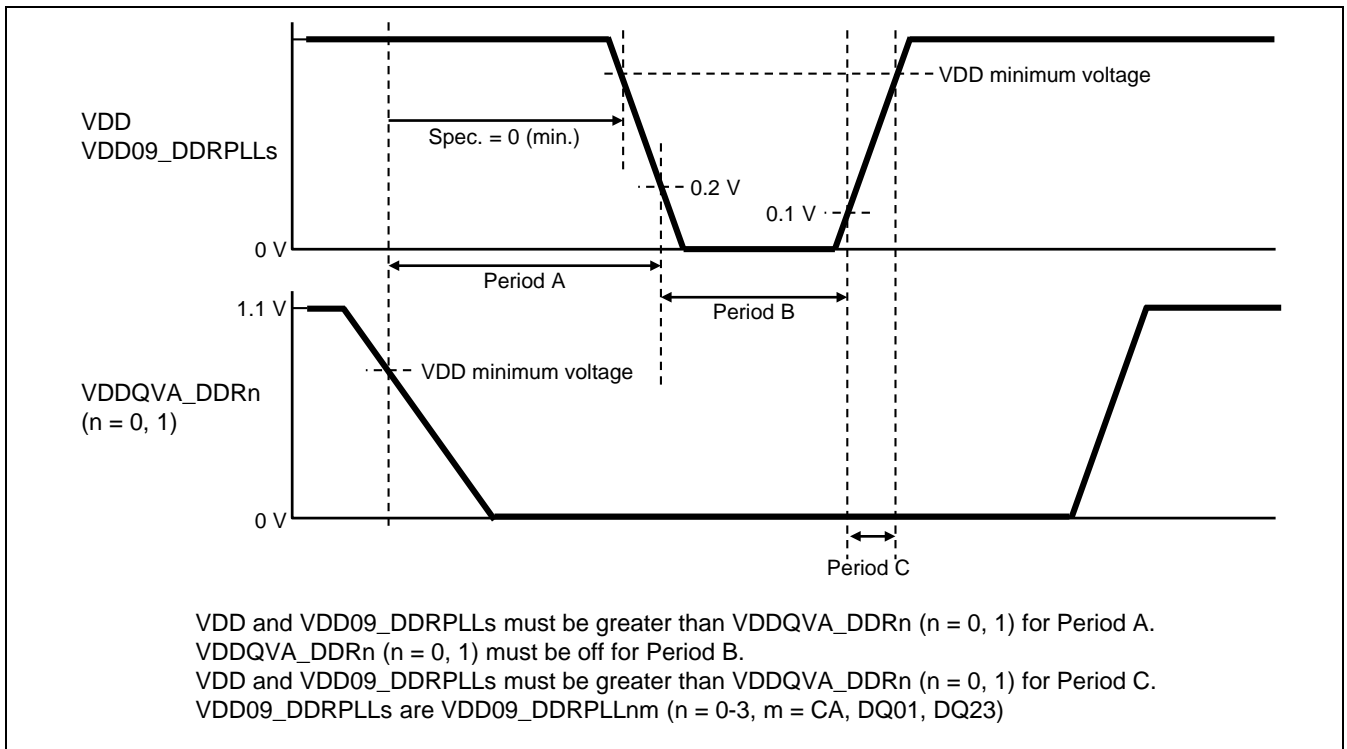 VDD minimum voltage
VDD
VDD09_DDRPLLs
Spec. = 0 (min.)
0.2 V
0.1 V
0 V
Period A
1.1 V
Period B
VDD minimum voltage
VDDQVA_DDRn
(n = 0, 1)
0 V
Period C
VDD and VDD09_DDRPLLs must be greater than VDDQVA_DDRn (n = 0, 1) for Period A.
VDDQVA_DDRn (n = 0, 1) must be off for Period B.
VDD and VDD09_DDRPLLs must be greater than VDDQVA_DDRn (n = 0, 1) for Period C.
VDD09_DDRPLLs are VDD09_DDRPLLnm (n = 0-3, m = CA, DQ01, DQ23)